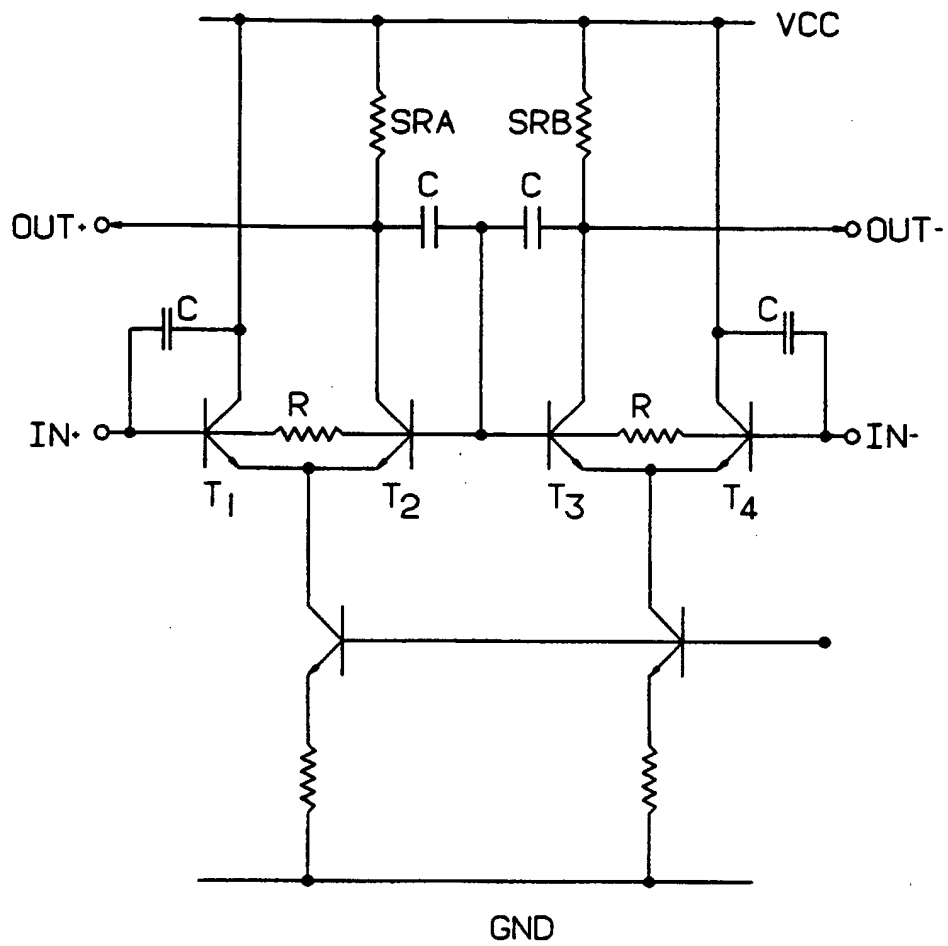 VCC
SRA SRB
C C
OUT+ OUT-
C C
R R
IN+ IN-
T1 T2 T3 T4
GND